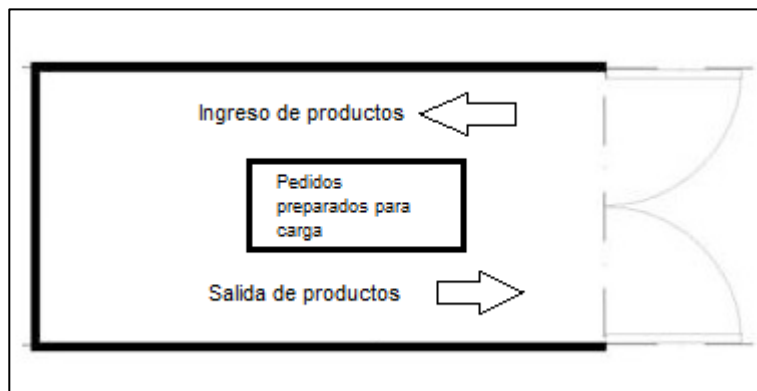 Ingreso de productos
Pedidos
preparados para
carga
Salida de productos